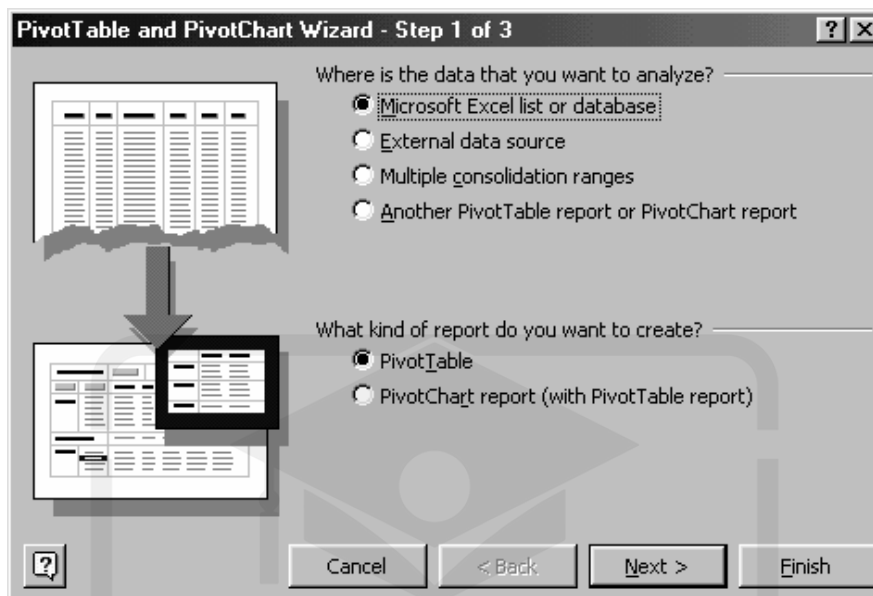 PivotTable and PivotChart Wizard - Step 1 of 3
Where is the data that you want to analyze?
Microsoft Excel list or database
External data source
Multiple consolidation ranges
Another PivotTable report or PivotChart report
What kind of report do you want to create?
PivotTable
PivotChart report (with PivotTable report)
Cancel < Back Next > Finish